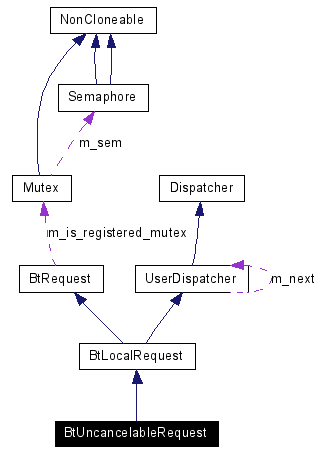 NonCloneable
Semaphore
m_sem
Mutex
Dispatcher
m_is_registered_mutex
BtRequest
UserDispatcher
m_next
BtLocalRequest
BtUncancelableRequest